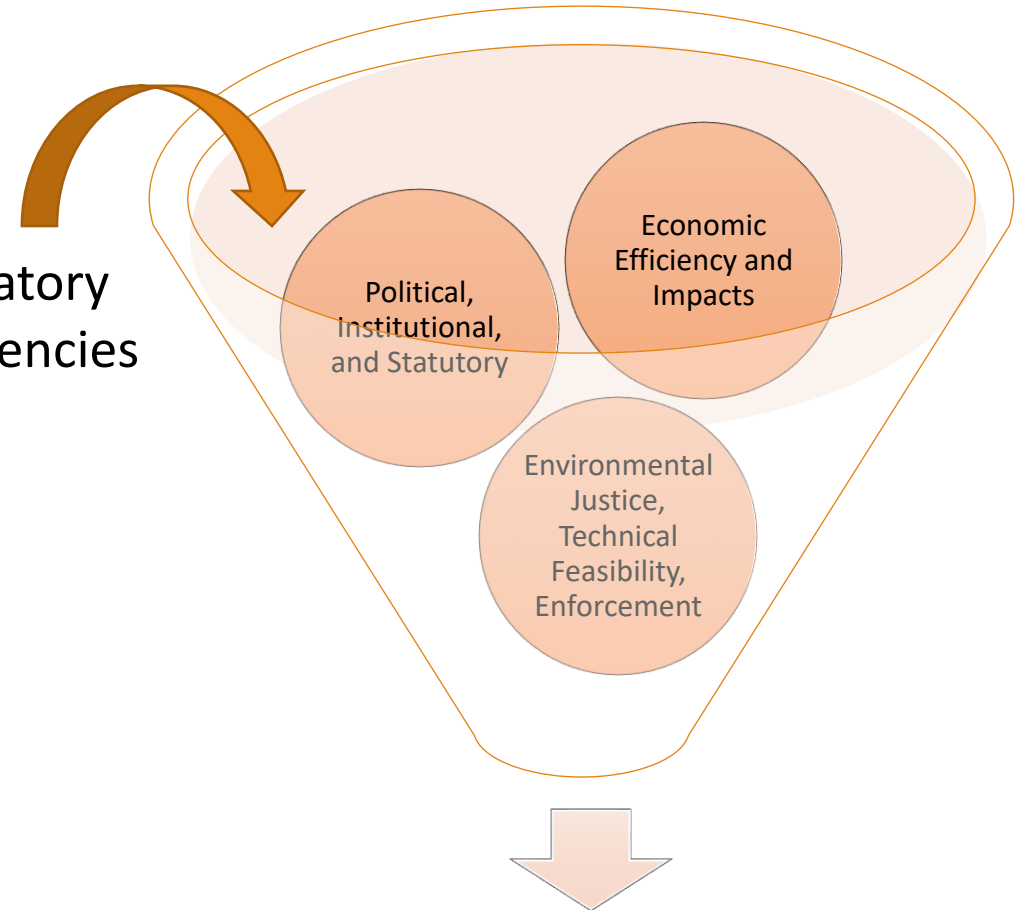 atory
encies
Political,
Institutional,
and Statutory
Economic
Efficiency and
Impacts
Environmental
Justice,
Technical
Feasibility,
Enforcement